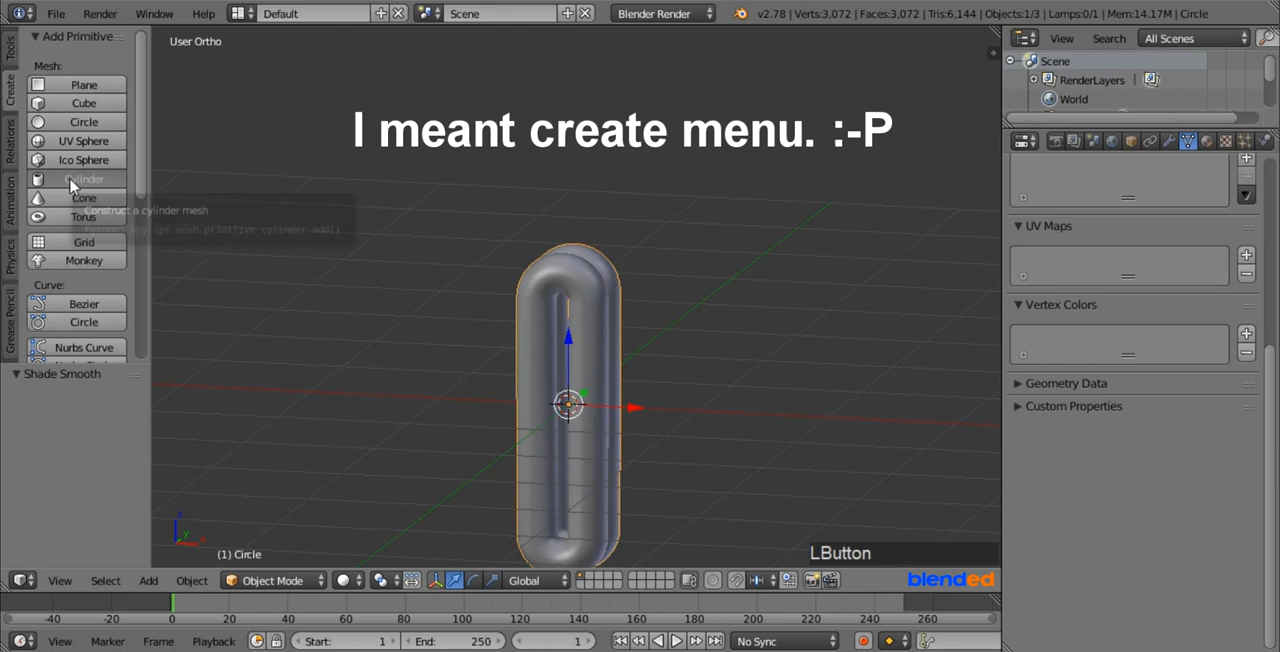 File Render Window Help Default Scene Blender Render v2.78 | Verts:3,072 | Faces:3,072 | Tris:6,144 | Objects:1/3 | Lamps:0/1 | Mem:14.17M | Circle
Add Primitive
Mesh:
Plane
Cube
Circle
UV Sphere
Ico Sphere
Cylinder
Cone
Torus
Grid
Monkey
Curve:
Bezier
Circle
Nurbs Curve
Construct a cylinder mesh
Shade Smooth
Tools
Create
Relations
Animation
Physics
Grease Pencil
User Ortho
I meant create menu. :-P
(1) Circle
LButton
View Select Add Object Object Mode Global blended
View Search All Scenes
Scene
RenderLayers
World
UV Maps
Vertex Colors
Geometry Data
Custom Properties
-40 -20 0 20 40 60 80 100 120 140 160 180 200 220 240 260
View Marker Frame Playback Start: 1 End: 250 1 No Sync